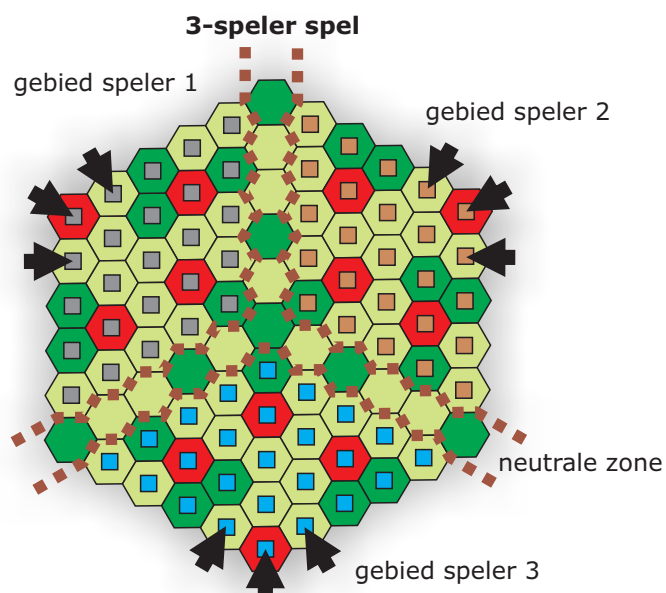 3-speler spel
gebied speler 1
gebied speler 2
neutrale zone
gebied speler 3